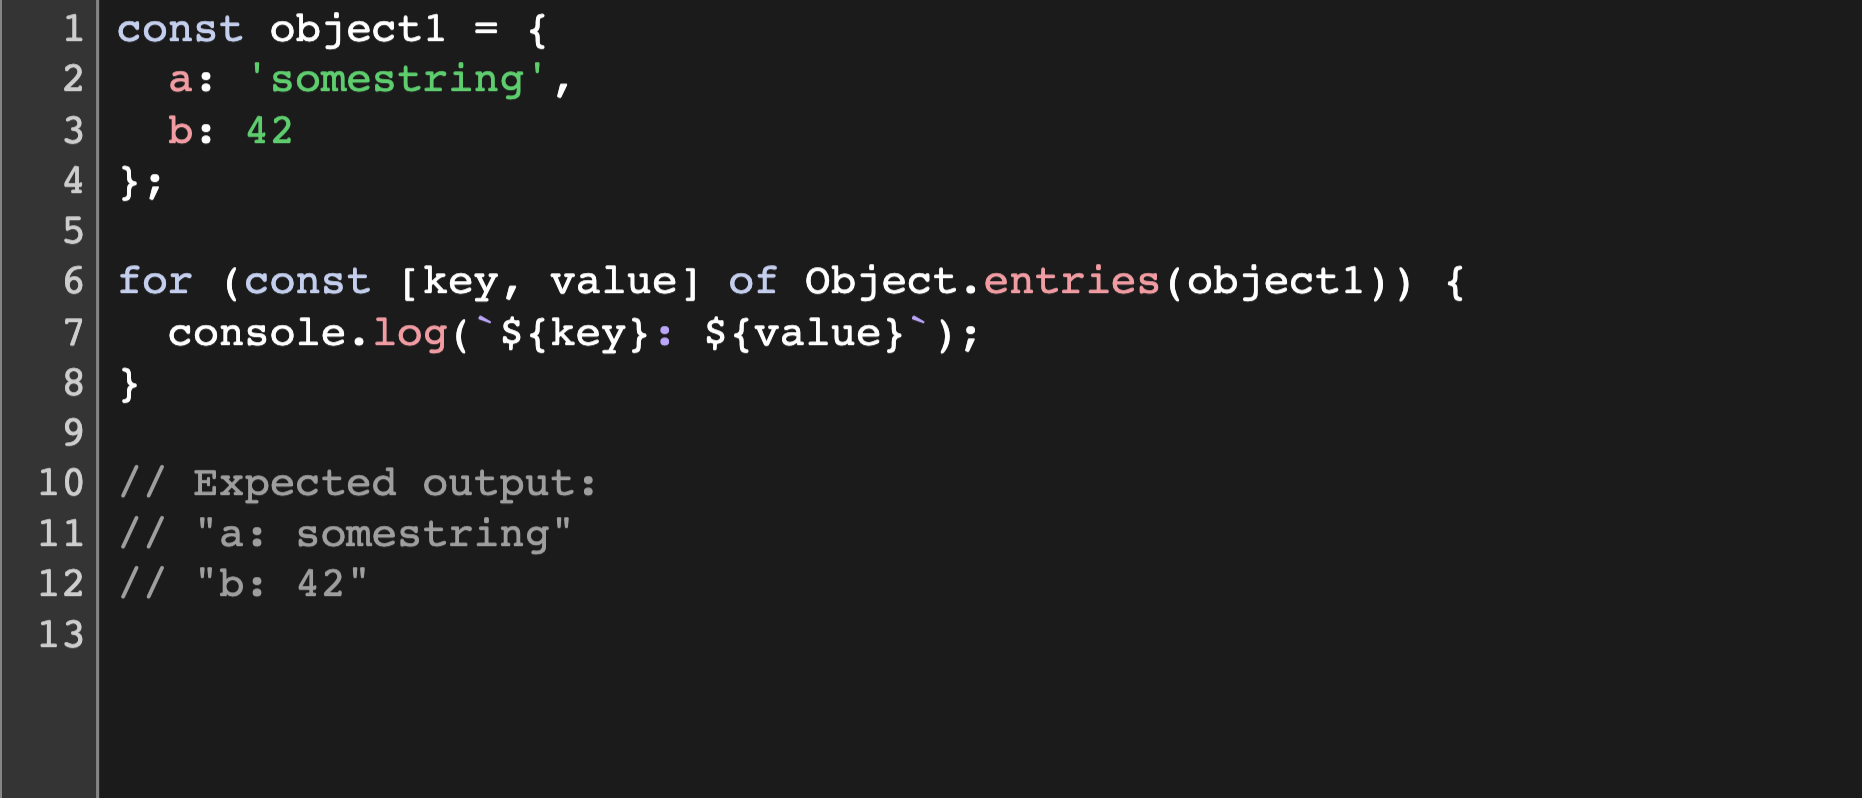 1 const object1 = {
2   a: 'somestring',
3   b: 42
4 };
5
6 for (const [key, value] of Object.entries(object1)) {
7   console.log(`${key}: ${value}`);
8 }
9
10 // Expected output:
11 // "a: somestring"
12 // "b: 42"
13